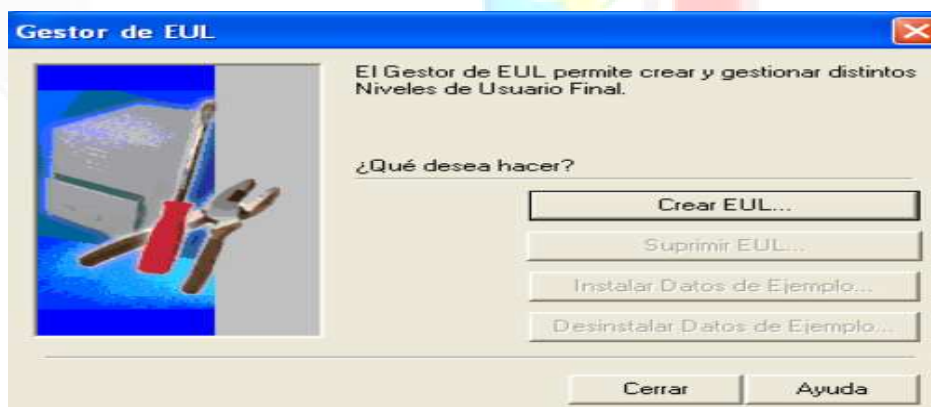 Gestor de EUL
El Gestor de EUL permite crear y gestionar distintos
Niveles de Usuario Final.
¿Qué desea hacer?
Crear EUL...
Suprimir EUL...
Instalar Datos de Ejemplo...
Desinstalar Datos de Ejemplo...
Cerrar Ayuda